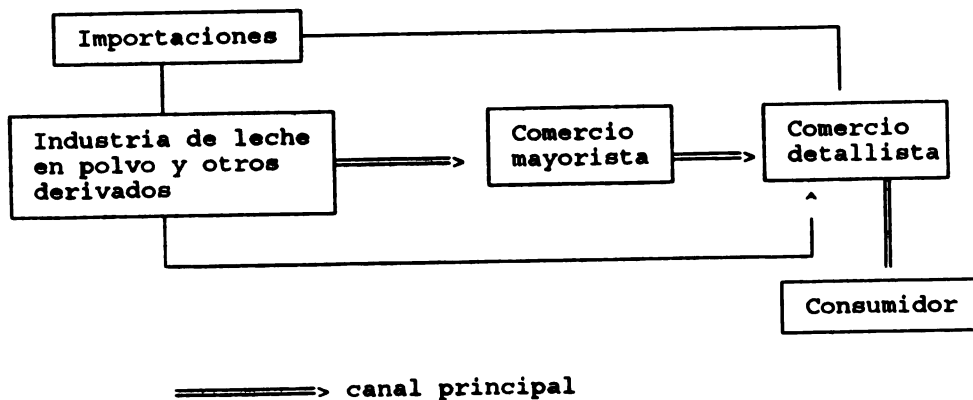 Importaciones
Industria de leche
en polvo y otros
derivados
Comercio
mayorista
Comercio
detallista
Consumidor
canal principal